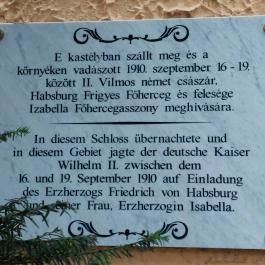 E kastélyban szállt meg és a
környéken vadászott 1910. szeptember 16 - 19.
között II. Vilmos német császár,
Habsburg Frigyes Főherceg és felesége
Izabella Főhercegasszony meghívására.
In diesem Schloss übernachtete und
in diesem Gebiet jagte der deutsche Kaiser
Wilhelm II. zwischen dem
16. und 19. September 1910 auf Einladung
des Erzherzogs Friedrich von Habsburg
und seiner Frau, Erzherzogin Isabella.